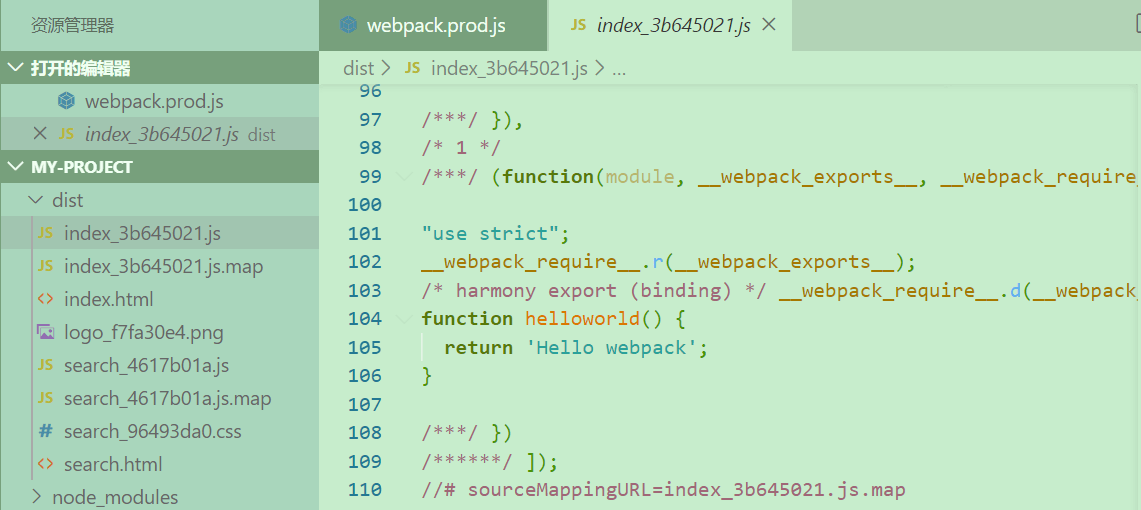 资源管理器
打开的编辑器
webpack.prod.js
JS index_3b645021.js dist
MY-PROJECT
dist
JS index_3b645021.js
JS index_3b645021.js.map
<> index.html
logo_f7fa30e4.png
JS search_4617b01a.js
JS search_4617b01a.js.map
# search_96493da0.css
<> search.html
node_modules
webpack.prod.js
JS index_3b645021.js
dist > JS index_3b645021.js > ...
96
97 /***/ }),
98 /* 1 */
99 /***/ (function(module, __webpack_exports__, __webpack_require_
100
101 "use strict";
102 __webpack_require__.r(__webpack_exports__);
103 /* harmony export (binding) */ __webpack_require__.d(__webpack_
104 function helloworld() {
105 return 'Hello webpack';
106 }
107
108 /***/ })
109 /******/ ]);
110 //# sourceMappingURL=index_3b645021.js.map